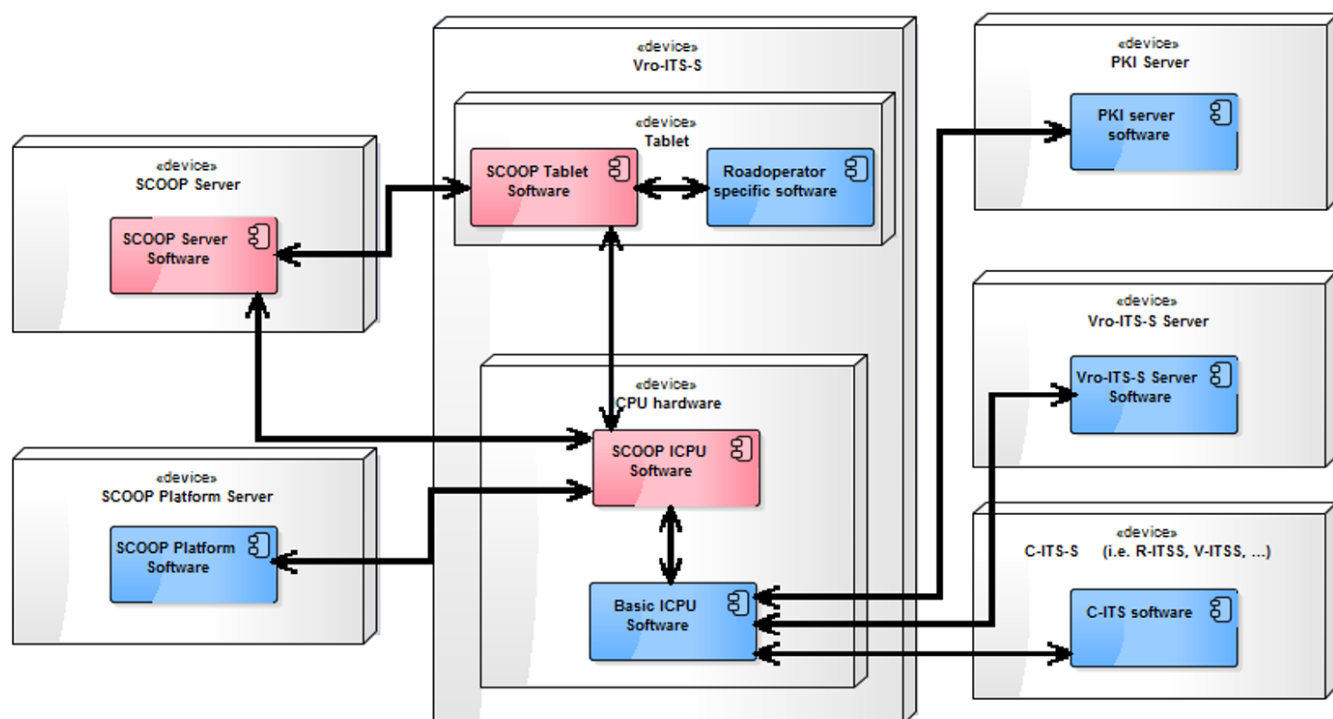 «device»
SCOOP Server
SCOOP Server
Software
«device»
SCOOP Platform Server
SCOOP Platform
Software
«device»
Vro-ITS-S
«device»
Tablet
SCOOP Tablet
Software
Roadoperator
specific software
«device»
CPU hardware
SCOOP ICPU
Software
Basic ICPU
Software
«device»
PKI Server
PKI server
software
«device»
Vro-ITS-S Server
Vro-ITS-S Server
Software
«device»
C-ITS-S (i.e. R-ITSS, V-ITSS, ...)
C-ITS software